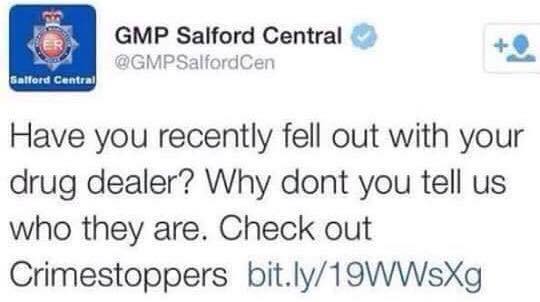 GMP Salford Central
@GMPSalfordCen
ER
Salford Central
Have you recently fell out with your
drug dealer? Why dont you tell us
who they are. Check out
Crimestoppers bit.ly/19WWsXg